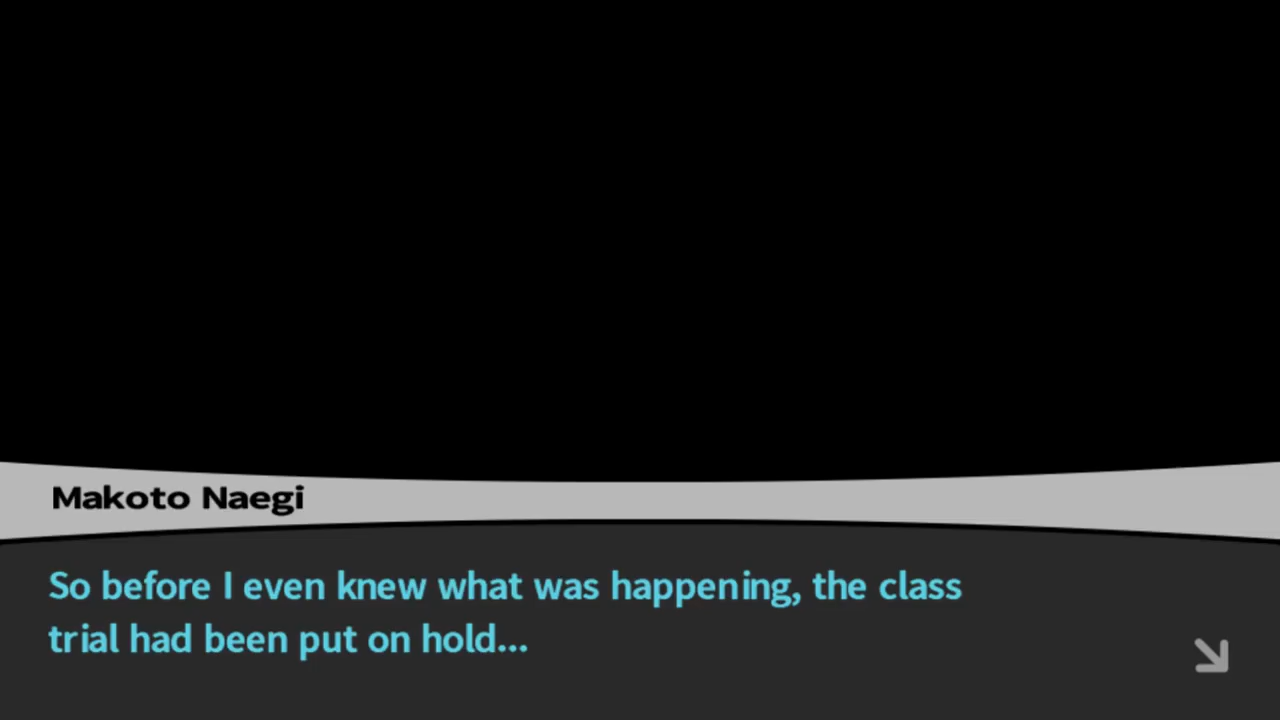 Makoto Naegi
So before I even knew what was happening, the class
trial had been put on hold...